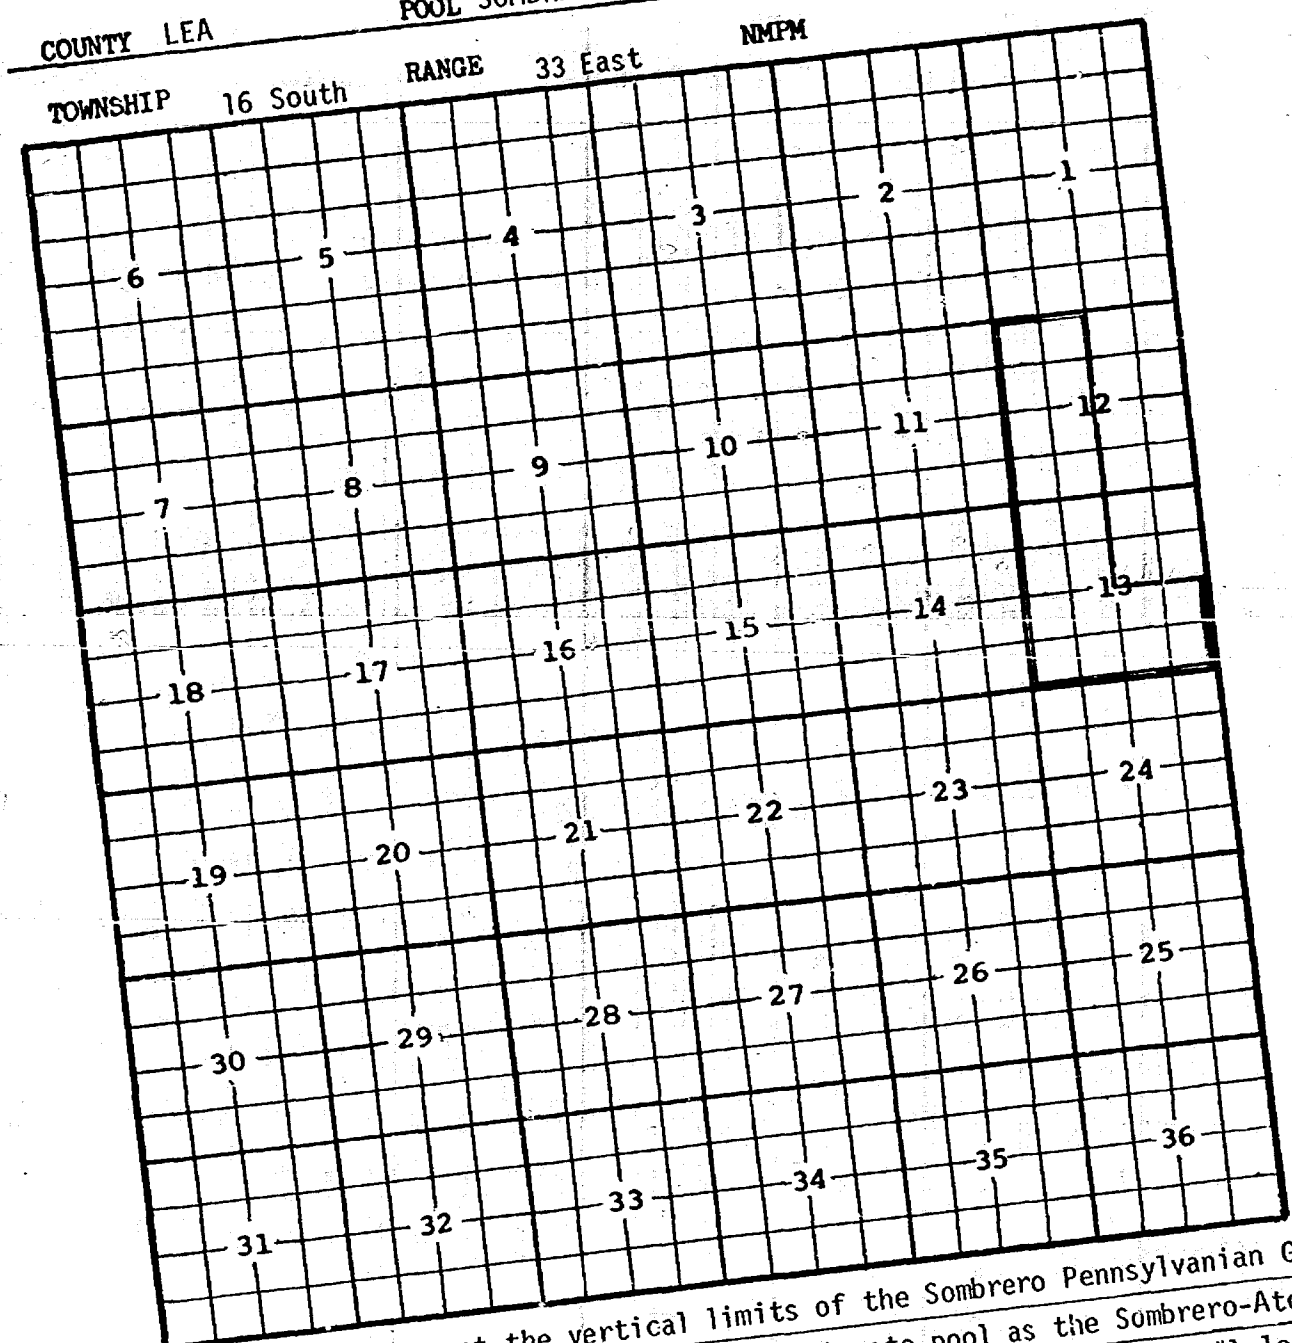 COUNTY LEA POOL
TOWNSHIP 16 South RANGE 33 East NMPM
6 5 4 3 2 1
7 8 9 10 11 12
18 17 16 15 14 13
19 20 21 22 23 24
30 29 28 27 26 25
31 32 33 34 35 36
the vertical limits of the Sombrero Pennsylvanian G
pool as the Sombrero-Ate